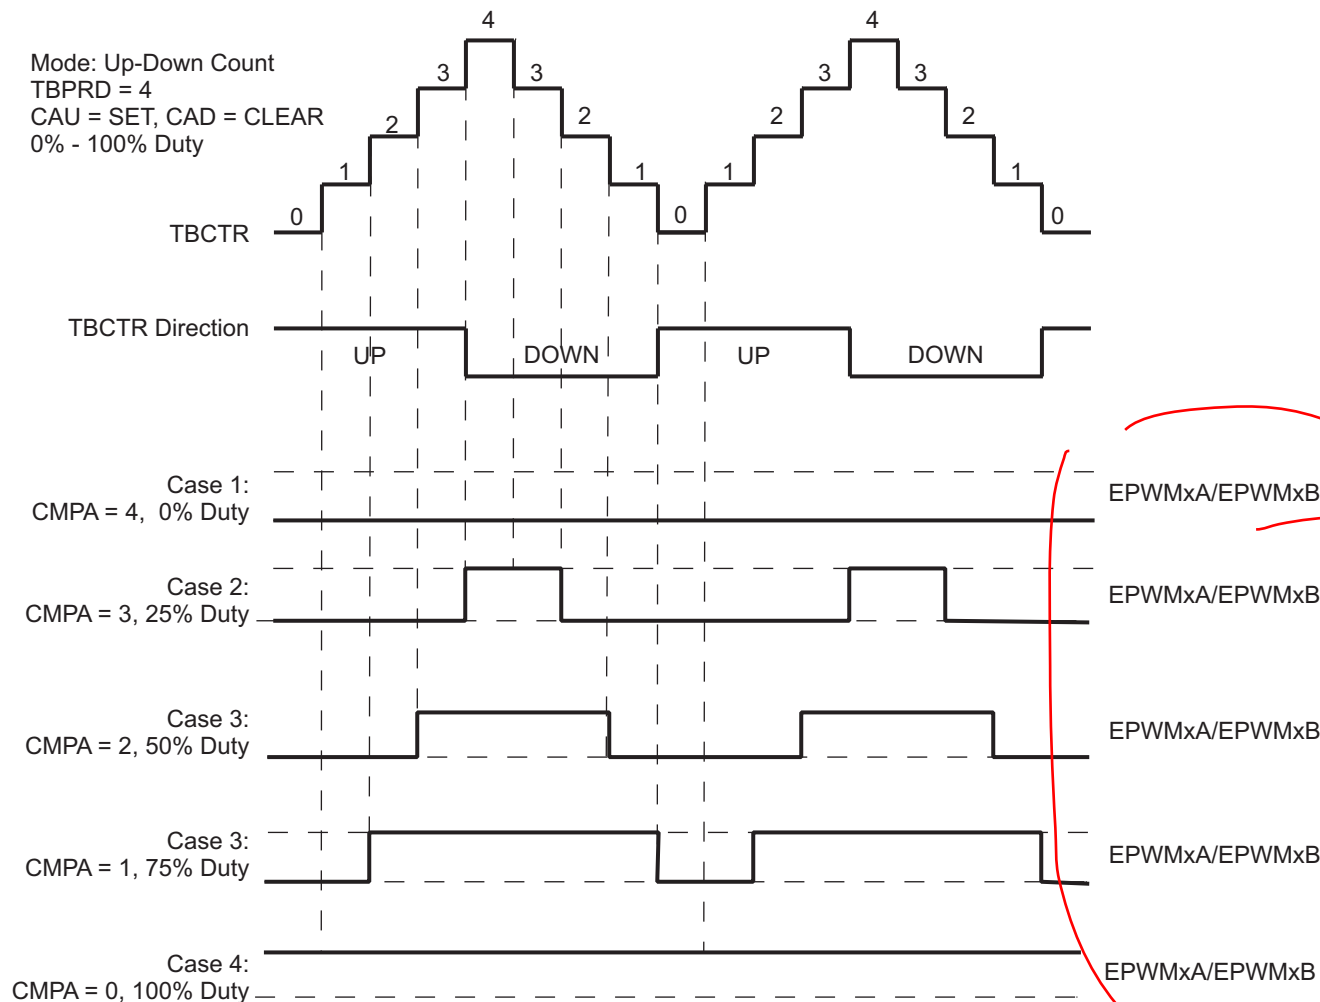 Mode: Up-Down Count
TBPRD = 4
CAU = SET, CAD = CLEAR
0% - 100% Duty
4
3
3
2
2
1
1
0
0
4
3
3
2
2
1
1
0
TBCTR
TBCTR Direction
UP
DOWN
UP
DOWN
Case 1:
CMPA = 4, 0% Duty
EPWMxA/EPWMxB
Case 2:
CMPA = 3, 25% Duty
EPWMxA/EPWMxB
Case 3:
CMPA = 2, 50% Duty
EPWMxA/EPWMxB
Case 3:
CMPA = 1, 75% Duty
EPWMxA/EPWMxB
Case 4:
CMPA = 0, 100% Duty
EPWMxA/EPWMxB